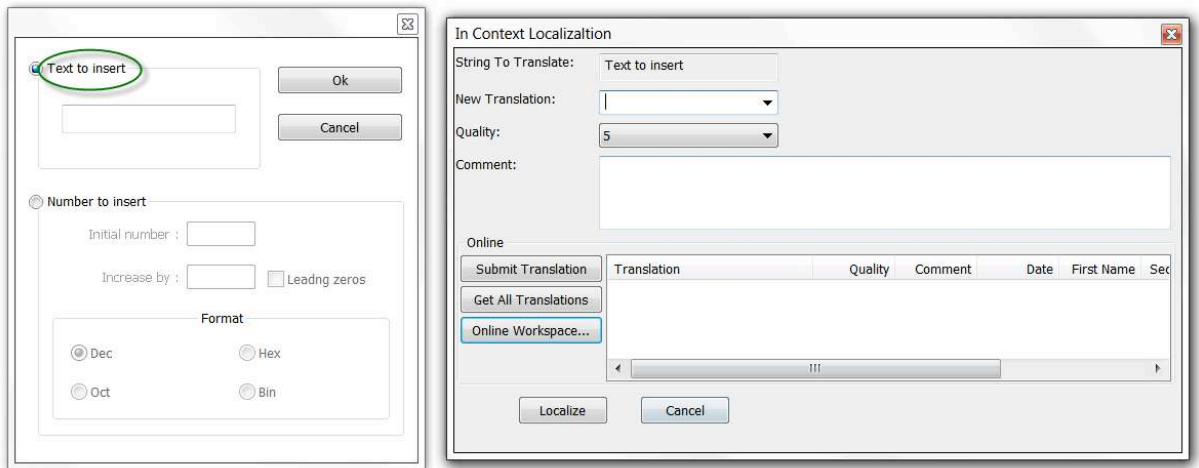 Text to insert
Ok
Cancel
Number to insert
Initial number :
Increase by :
Leadng zeros
Format
Dec
Hex
Oct
Bin
In Context Localizaltion
String To Translate:
Text to insert
New Translation:
Quality:
5
Comment:
Online
Submit Translation
Translation Quality Comment Date First Name Sec
Get All Translations
Online Workspace...
Localize
Cancel